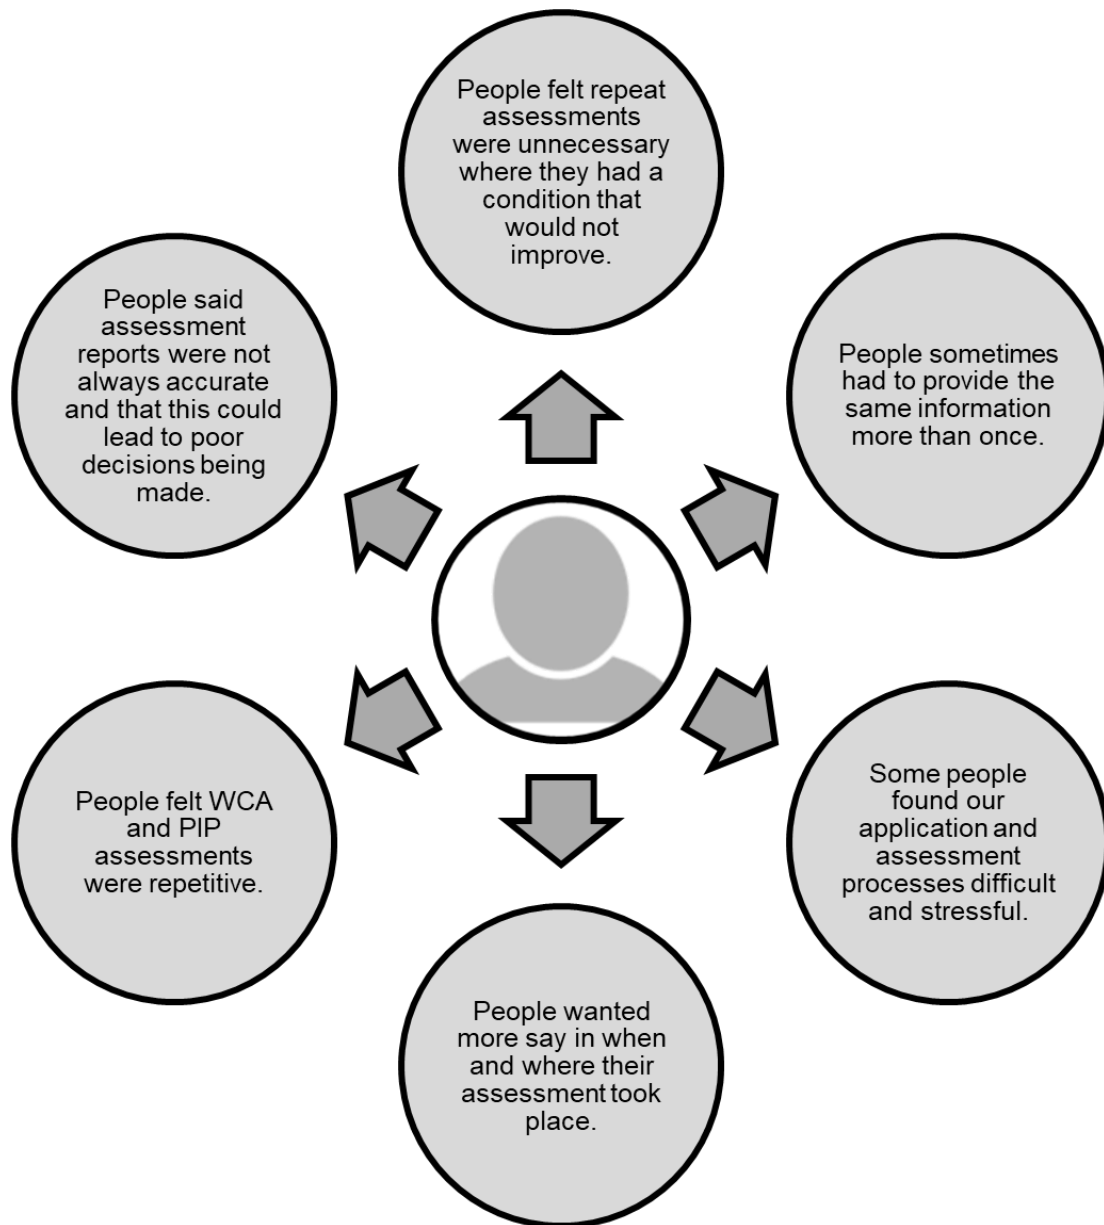 People felt repeat
assessments
were unnecessary
where they had a
condition that
would not
improve.
People sometimes
had to provide the
same information
more than once.
Some people
found our
application and
assessment
processes difficult
and stressful.
People wanted
more say in when
and where their
assessment took
place.
People felt WCA
and PIP
assessments
were repetitive.
People said
assessment
reports were not
always accurate
and that this could
lead to poor
decisions being
made.